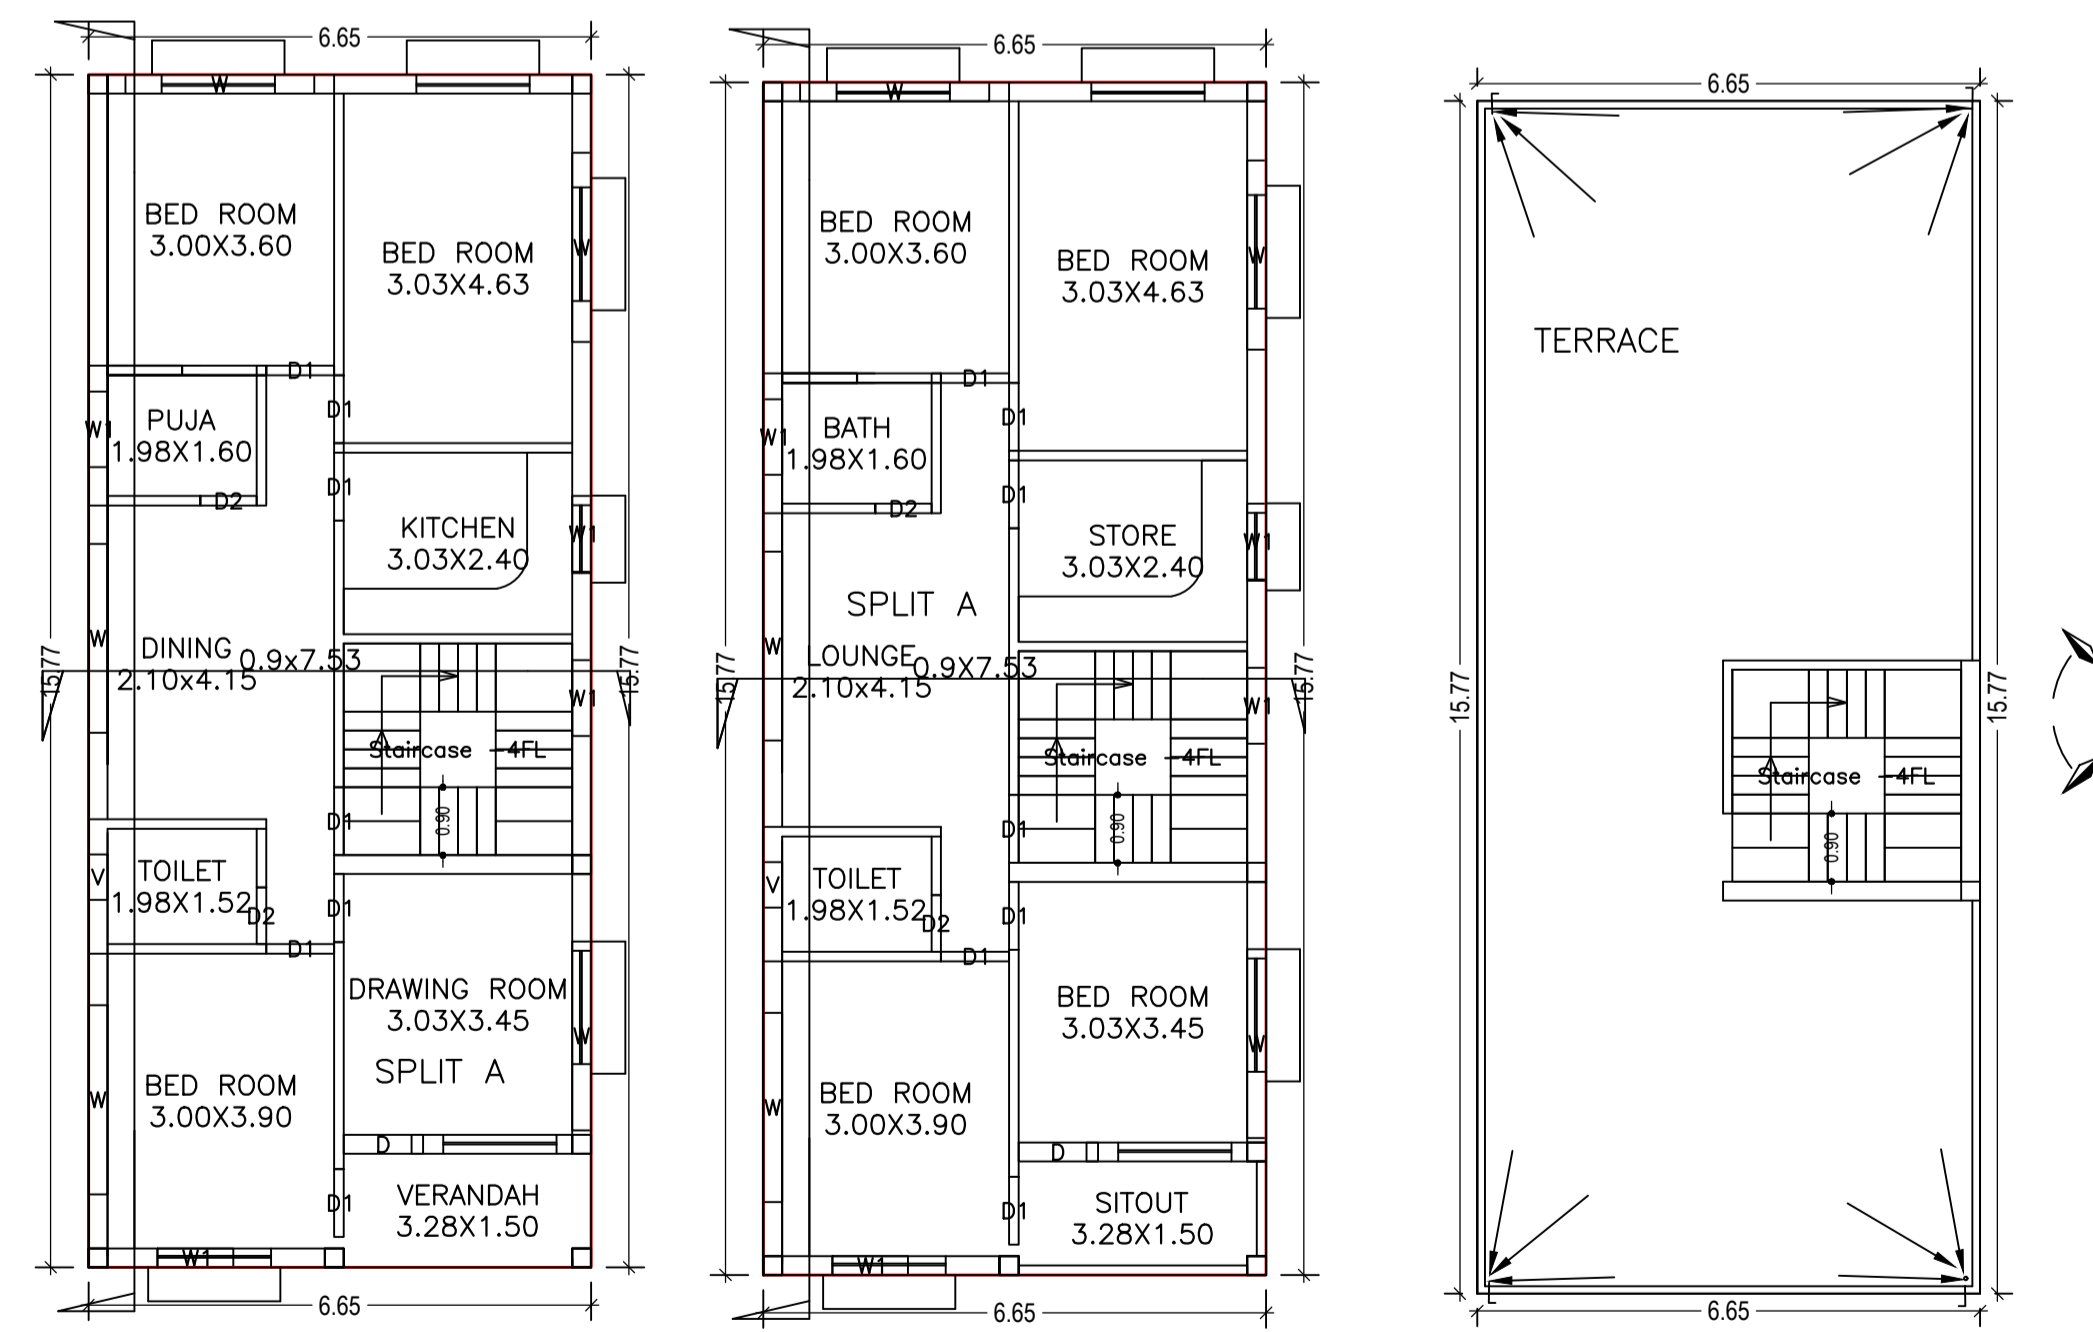 6.65
W
BED ROOM
3.00X3.60
BED ROOM
3.03X4.63
W
D1
D1
PUJA
1.98X1.60
W1
D2
D1
KITCHEN
3.03X2.40
W1
W
DINING
2.10x4.15
0.9x7.53
15.77
15.77
W1
Staircase -4FL
0.90
D1
TOILET
1.98X1.52
V
D2
D1
D1
DRAWING ROOM
3.03X3.45
W
SPLIT A
BED ROOM
3.00X3.90
W
D
VERANDAH
3.28X1.50
D1
W1
6.65
6.65
W
BED ROOM
3.00X3.60
BED ROOM
3.03X4.63
W
D1
D1
BATH
1.98X1.60
W1
D2
D1
STORE
3.03X2.40
W1
SPLIT A
W
LOUNGE
2.10x4.15
0.9X7.53
15.77
15.77
W1
Staircase -4FL
0.90
D1
TOILET
1.98X1.52
V
D2
D1
D1
BED ROOM
3.03X3.45
W
BED ROOM
3.00X3.90
W
D
SITOUT
3.28X1.50
D1
W1
6.65
6.65
TERRACE
15.77
15.77
Staircase -4FL
0.90
6.65